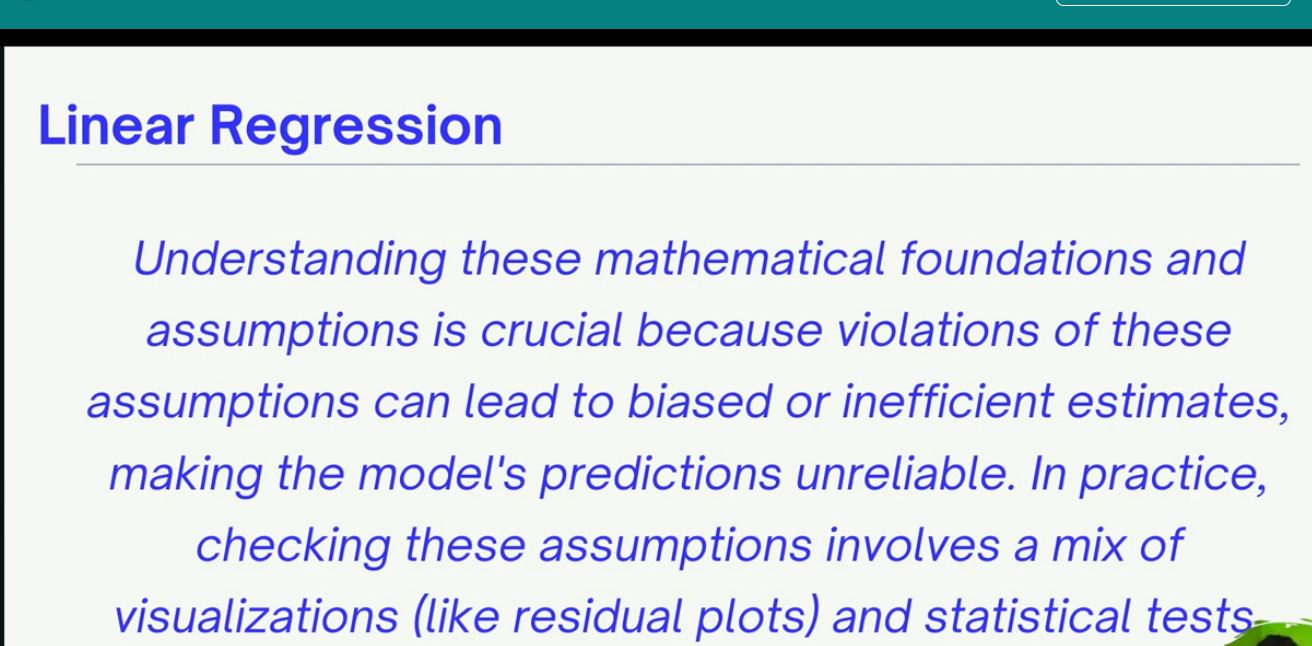 Linear Regression
Understanding these mathematical foundations and
assumptions is crucial because violations of these
assumptions can lead to biased or inefficient estimates,
making the model's predictions unreliable. In practice,
checking these assumptions involves a mix of
visualizations (like residual plots) and statistical tests